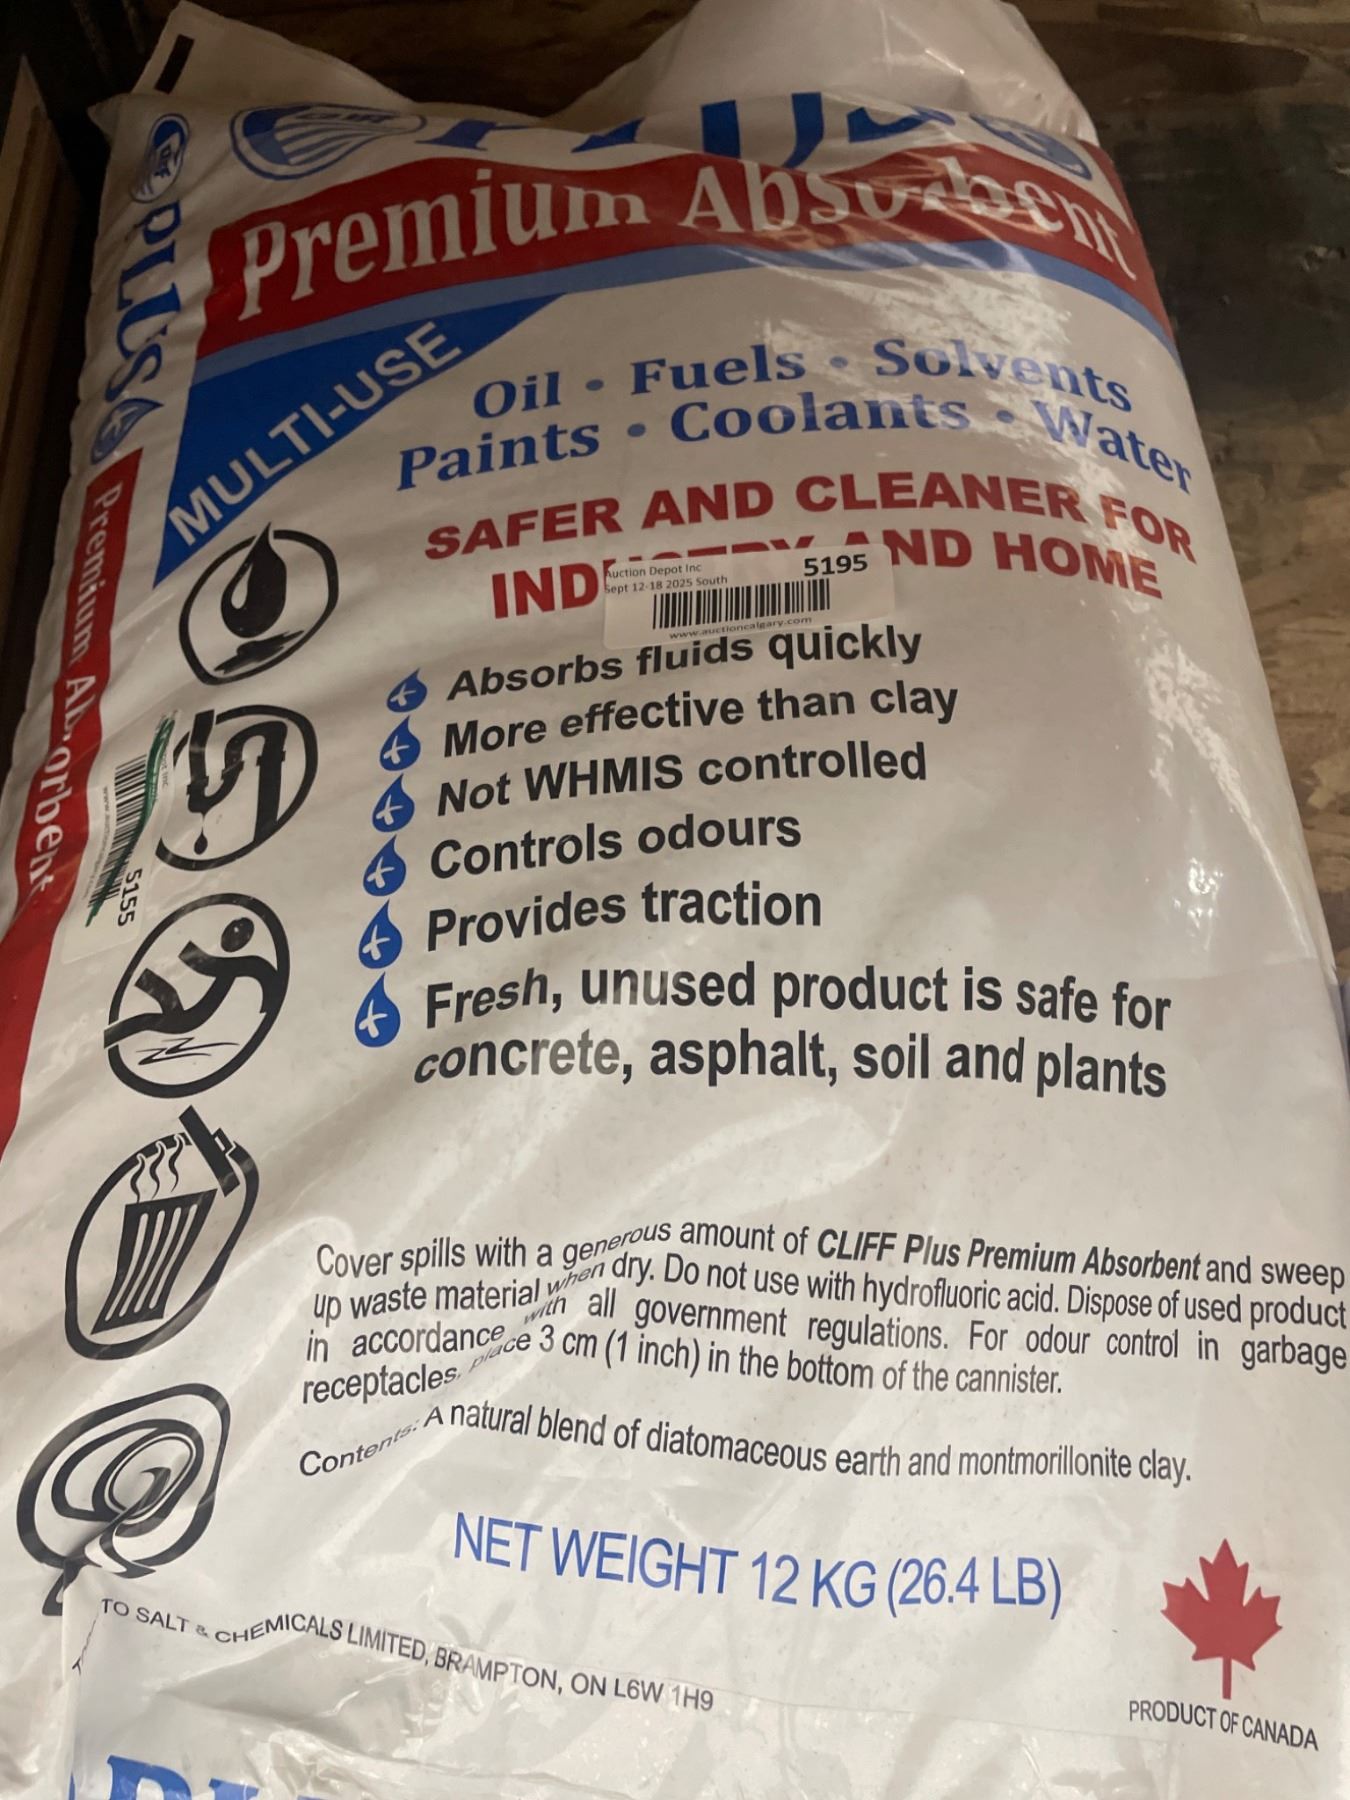 PLUS
Premium Absorbent
MULTI-USE
Oil • Fuels • Solvents
Paints • Coolants • Water
SAFER AND CLEANER FOR
AND HOME
Auction Depot Inc
Sept 12-18 2025 South
5195
www.auctioncalgary.com
Absorbs fluids quickly
More effective than clay
Not WHMIS controlled
Controls odours
Provides traction
Fresh, unused product is safe for
concrete, asphalt, soil and plants
Cover spills with a generous amount of CLIFF Plus Premium Absorbent and sweep
up waste material when dry. Do not use with hydrofluoric acid. Dispose of used product
in accordance with all government regulations. For odour control in garbage
receptacles, place 3 cm (1 inch) in the bottom of the cannister.
Contents: A natural blend of diatomaceous earth and montmorillonite clay.
NET WEIGHT 12 KG (26.4 LB)
TO SALT & CHEMICALS LIMITED, BRAMPTON, ON L6W 1H9
PRODUCT OF CANADA
PLUS
Premium Absorbent
5155